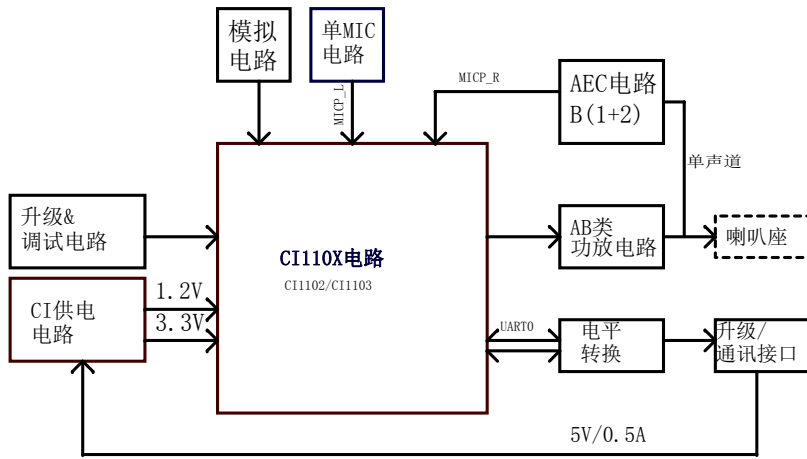 模拟
电路
单MIC
电路
MICP_L
MICP_R
AEC电路
B(1+2)
单声道
升级&
调试电路
CI110X电路
CI1102/CI1103
AB类
功放电路
喇叭座
CI供电
电路
1.2V
3.3V
UART0
电平
转换
升级/
通讯接口
5V/0.5A